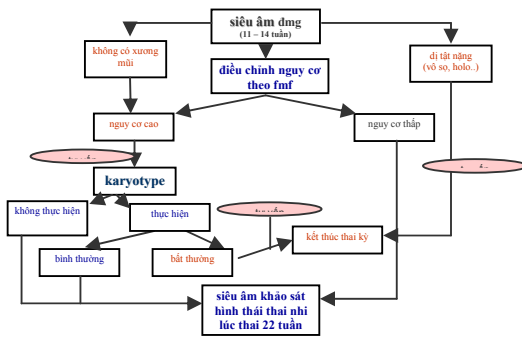 siêu âm đmg
(11 – 14 tuần)
không có xương
mũi
dị tật nặng
(vô sọ, holo..)
điều chỉnh nguy cơ
theo fmf
nguy cơ cao
nguy cơ thấp
karyotype
không thực hiện
thực hiện
bình thường
bất thường
kết thúc thai kỳ
siêu âm khảo sát
hình thái thai nhi
lúc thai 22 tuần